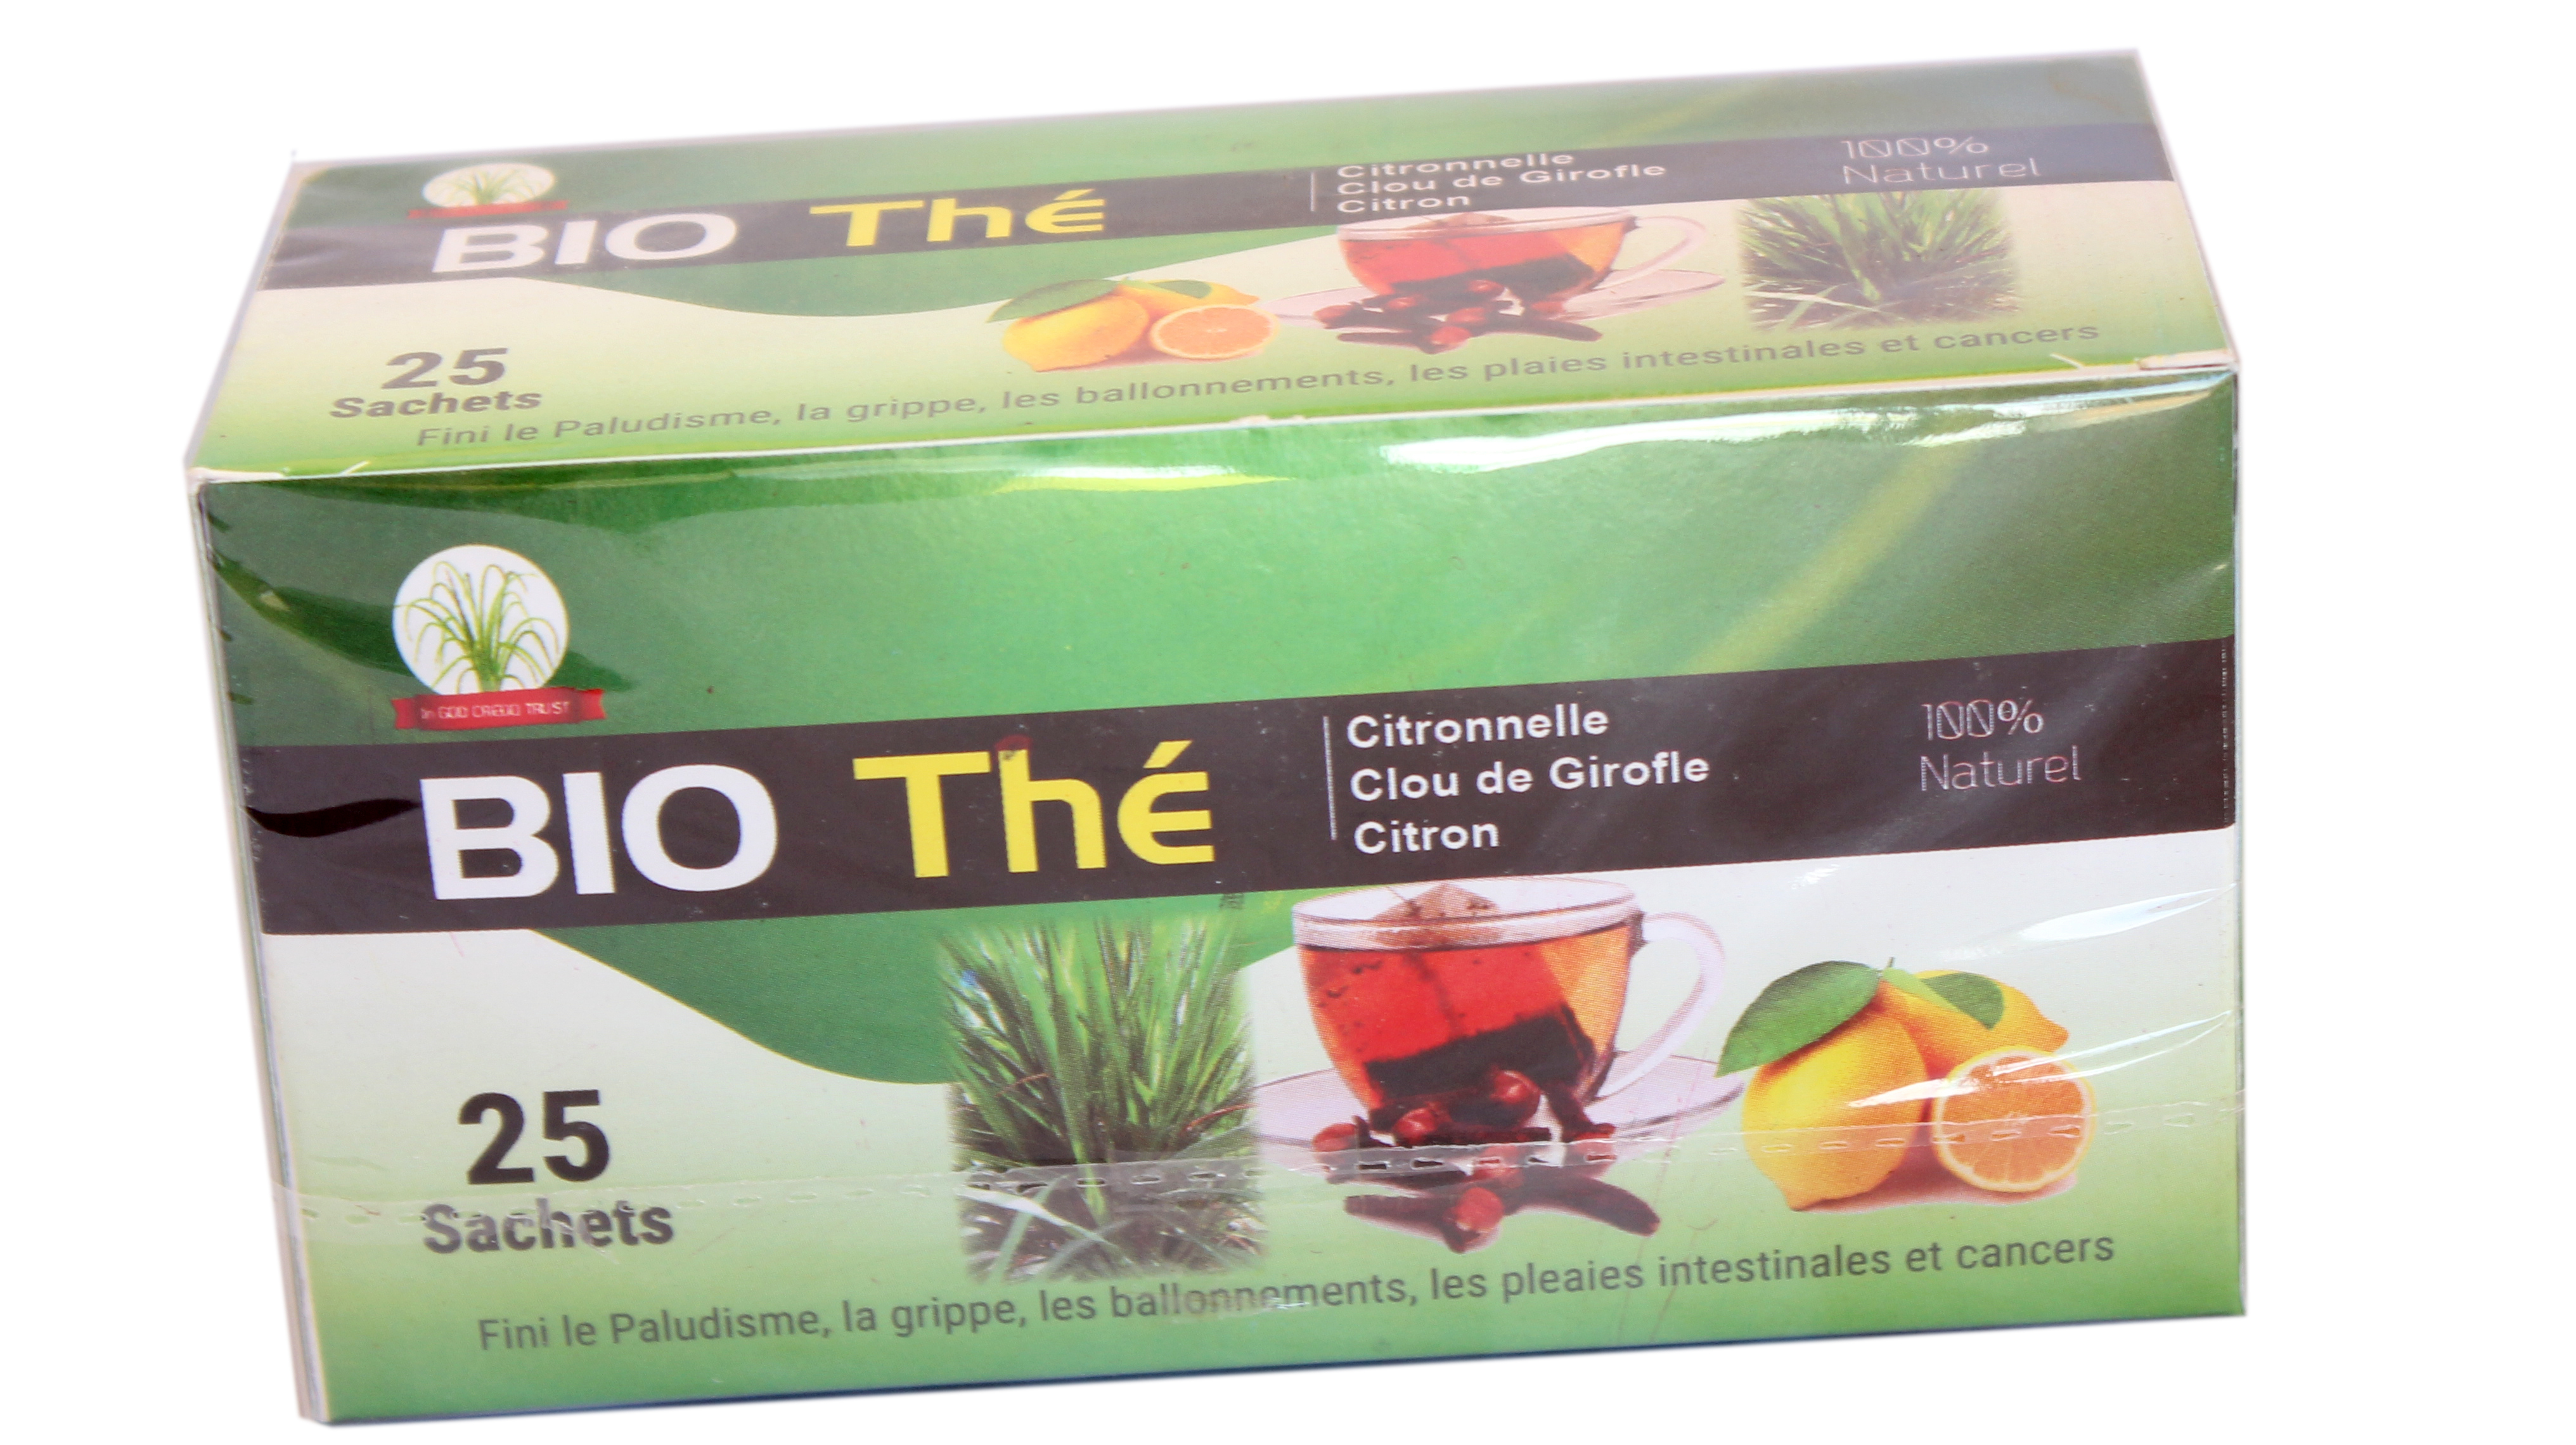 BIO Thé
Citronnelle
Clou de Girofle
Citron
100%
Naturel
25
Sachets
Fini le Paludisme, la grippe, les ballonnements, les plaies intestinales et cancers
In GOD CREDO TRUST
BIO Thé
Citronnelle
Clou de Girofle
Citron
100%
Naturel
25
Sachets
Fini le Paludisme, la grippe, les ballonnements, les pleaies intestinales et cancers